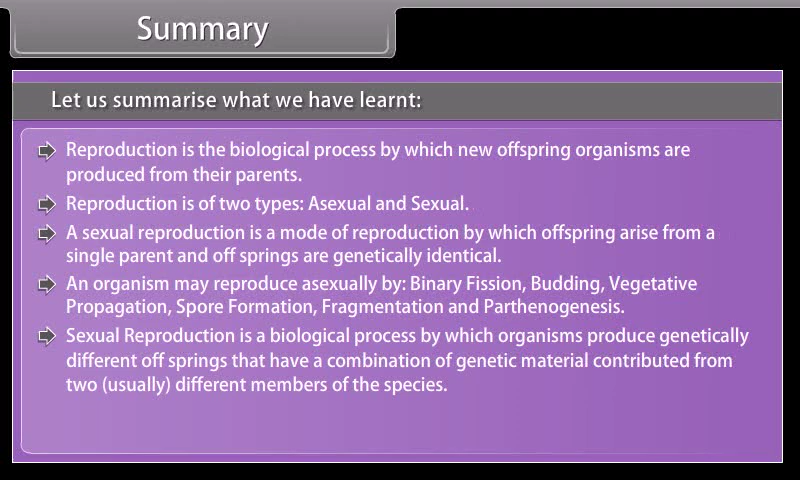 Summary
Let us summarise what we have learnt:
Reproduction is the biological process by which new offspring organisms are
produced from their parents.
Reproduction is of two types: Asexual and Sexual.
A sexual reproduction is a mode of reproduction by which offspring arise from a
single parent and off springs are genetically identical.
An organism may reproduce asexually by: Binary Fission, Budding, Vegetative
Propagation, Spore Formation, Fragmentation and Parthenogenesis.
Sexual Reproduction is a biological process by which organisms produce genetically
different off springs that have a combination of genetic material contributed from
two (usually) different members of the species.